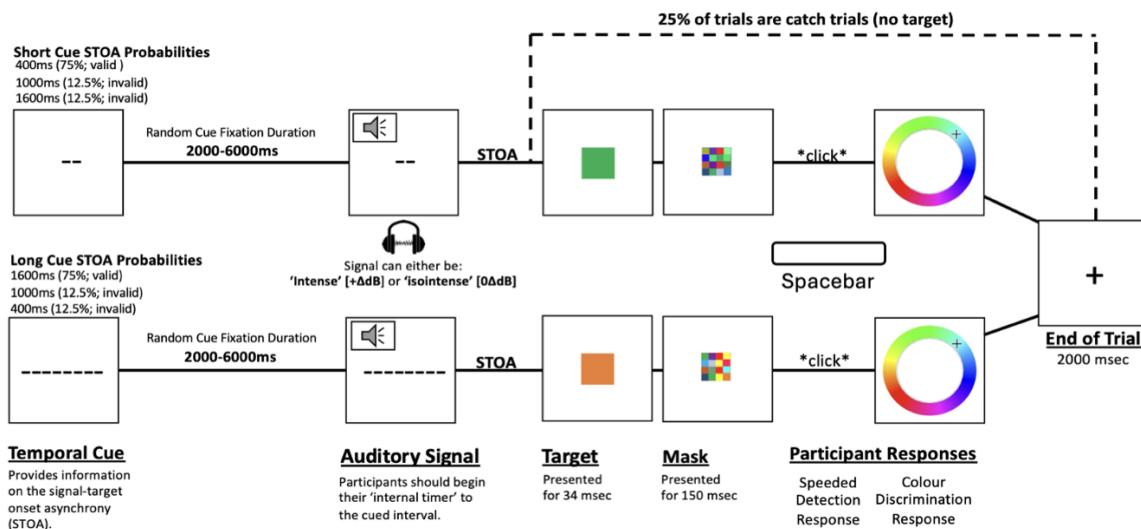 25% of trials are catch trials (no target)
Short Cue STOA Probabilities
400ms (75%; valid )
1000ms (12.5%; invalid)
1600ms (12.5%; invalid)
Random Cue Fixation Duration
2000-6000ms
STOA
*click*
Signal can either be:
'Intense' [+ΔdB] or 'isointense' [0ΔdB]
Spacebar
+
End of Trial
2000 msec
Long Cue STOA Probabilities
1600ms (75%; valid)
1000ms (12.5%; invalid)
400ms (12.5%; invalid)
Random Cue Fixation Duration
2000-6000ms
STOA
*click*
Temporal Cue
Provides information
on the signal-target
onset asynchrony
(STOA).
Auditory Signal
Participants should begin
their 'internal timer' to
the cued interval.
Target
Presented
for 34 msec
Mask
Presented
for 150 msec
Participant Responses
Speeded
Detection
Response
Colour
Discrimination
Response